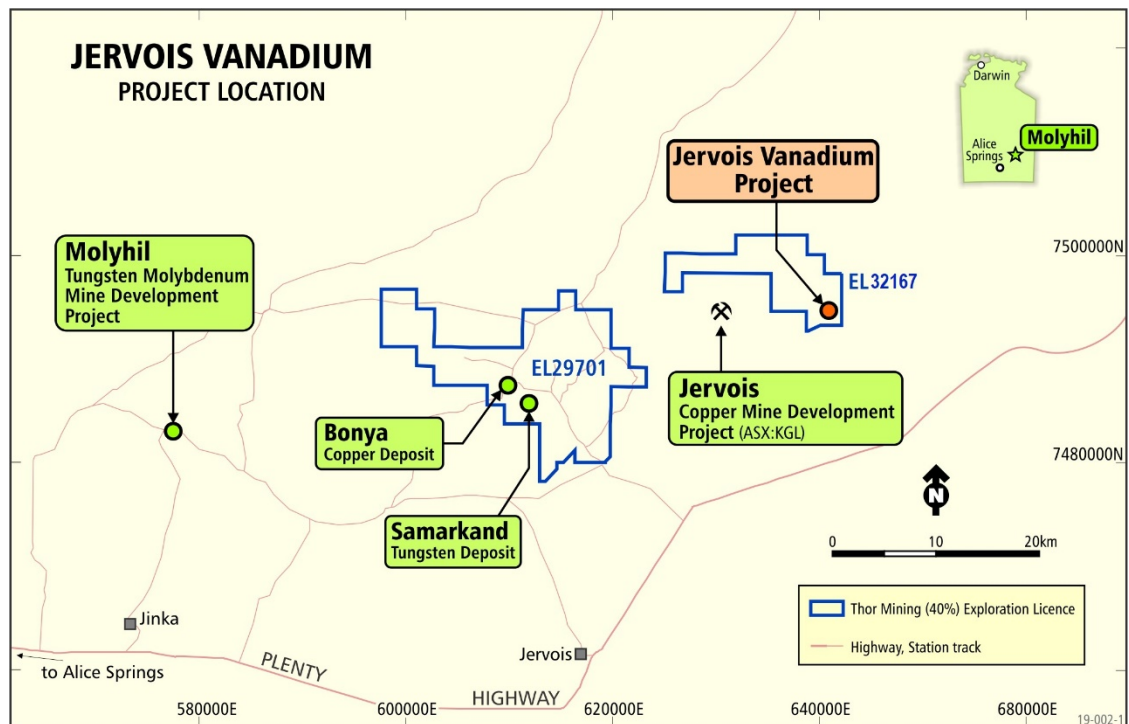 JERVOIS VANADIUM
PROJECT LOCATION
Darwin
Alice
Springs
Molyhil
Jervois Vanadium
Project
7500000N
Molyhil
Tungsten Molybdenum
Mine Development
Project
EL32167
EL29701
Jervois
Copper Mine Development
Project (ASX:KGL)
Bonya
Copper Deposit
7480000N
N
Samarkand
Tungsten Deposit
0 10 20km
Thor Mining (40%) Exploration Licence
Highway, Station track
Jinka
Jervois
to Alice Springs
PLENTY
HIGHWAY
580000E 600000E 620000E 640000E 680000E
19-002-1